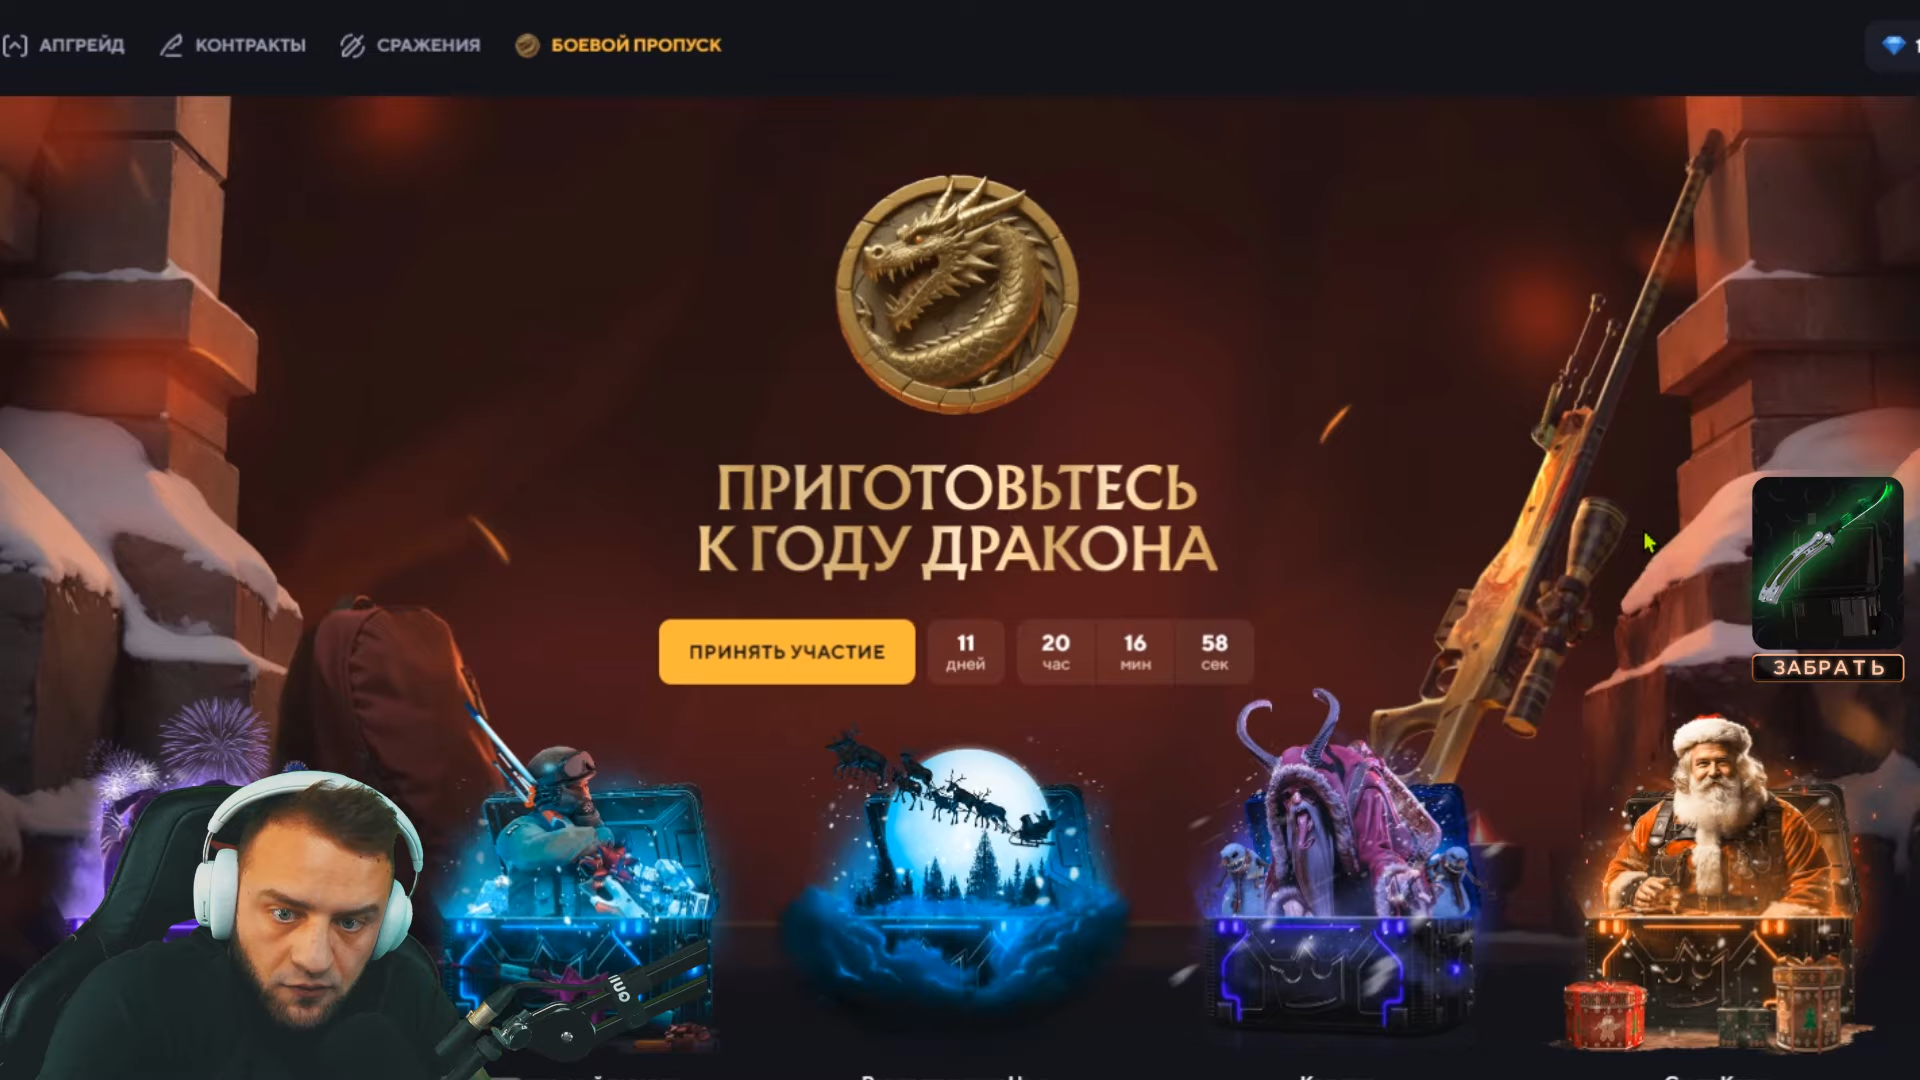 АПГРЕЙД
КОНТРАКТЫ
СРАЖЕНИЯ
БОЕВОЙ ПРОПУСК
ПРИГОТОВЬТЕСЬ
К ГОДУ ДРАКОНА
ПРИНЯТЬ УЧАСТИЕ
11 20 16 58
дней час мин сек
ЗАБРАТЬ